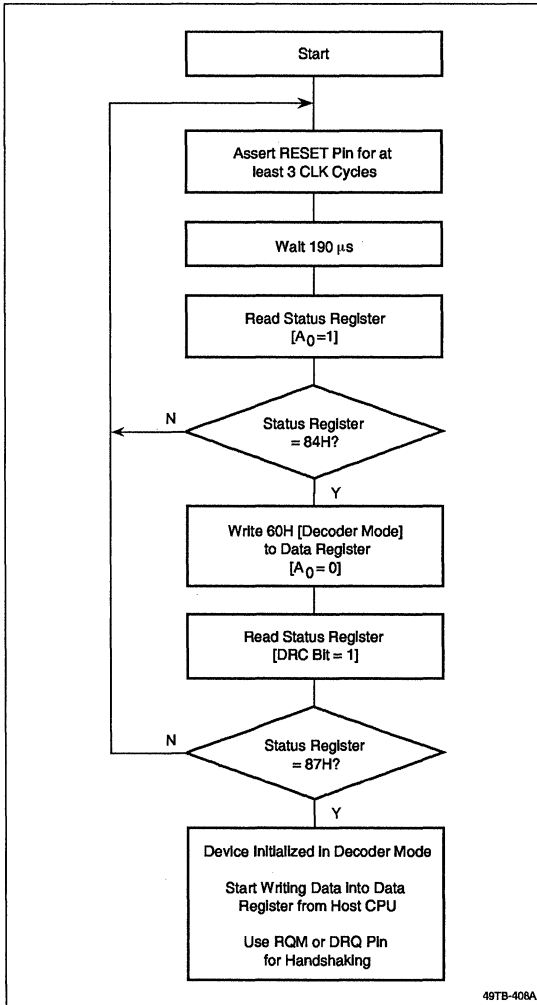 Start
Assert RESET Pin for at
least 3 CLK Cycles
Wait 190 μs
Read Status Register
[A0=1]
N
Status Register
= 84H?
Y
Write 60H [Decoder Mode]
to Data Register
[A0= 0]
Read Status Register
[DRC Bit = 1]
N
Status Register
= 87H?
Y
Device Initialized in Decoder Mode
Start Writing Data into Data
Register from Host CPU
Use RQM or DRQ Pin
for Handshaking
49TB-408A